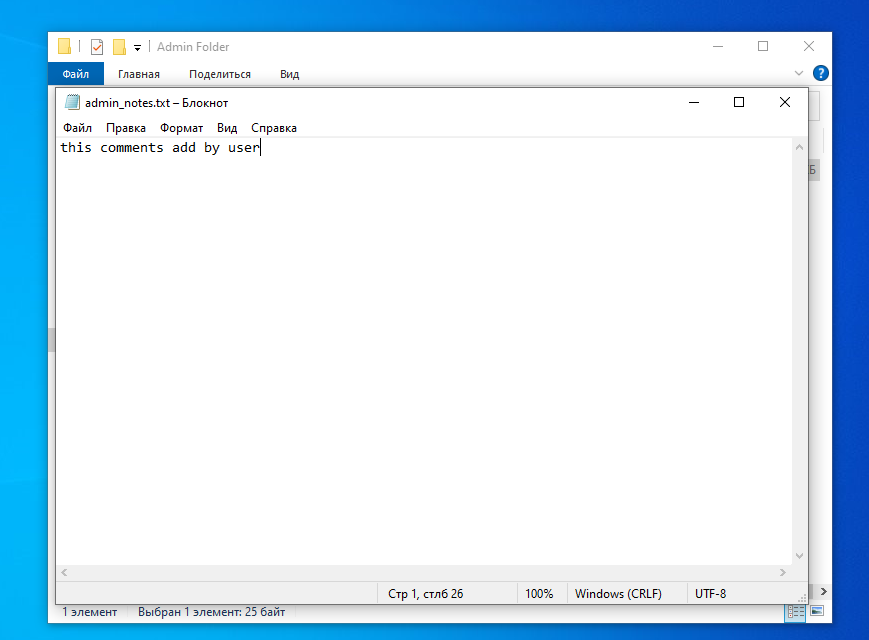 Admin Folder
Файл Главная Поделиться Вид
admin_notes.txt – Блокнот
Файл Правка Формат Вид Справка
this comments add by user
Б
Стр 1, стлб 26 100% Windows (CRLF) UTF-8
1 элемент Выбран 1 элемент: 25 байт